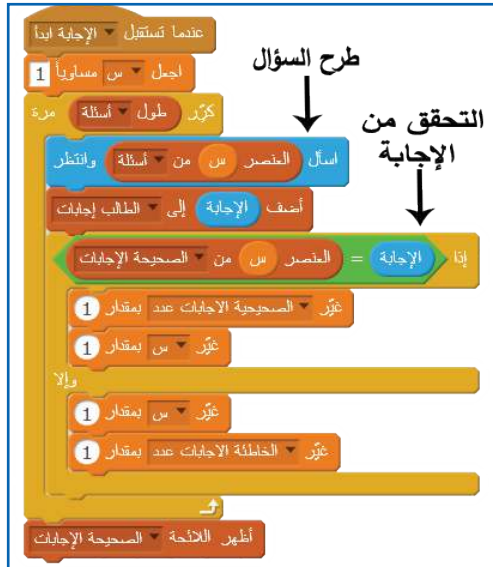 عندما تستقبل الإجابة ابدأ
اجعل س مساوياً 1
كرّر طول أسئلة مرة
طرح السؤال
اسأل العنصر س من أسئلة وانتظر
أضف الإجابة إلى الطالب إجابات
التحقق من
الإجابة
إذا الإجابة = العنصر س من الصحيحة الإجابات
غيّر الصحيحية الاجابات عدد بمقدار 1
غيّر س بمقدار 1
وإلا
غيّر س بمقدار 1
غيّر الخاطئة الاجابات عدد بمقدار 1
أظهر اللائحة الصحيحة الإجابات